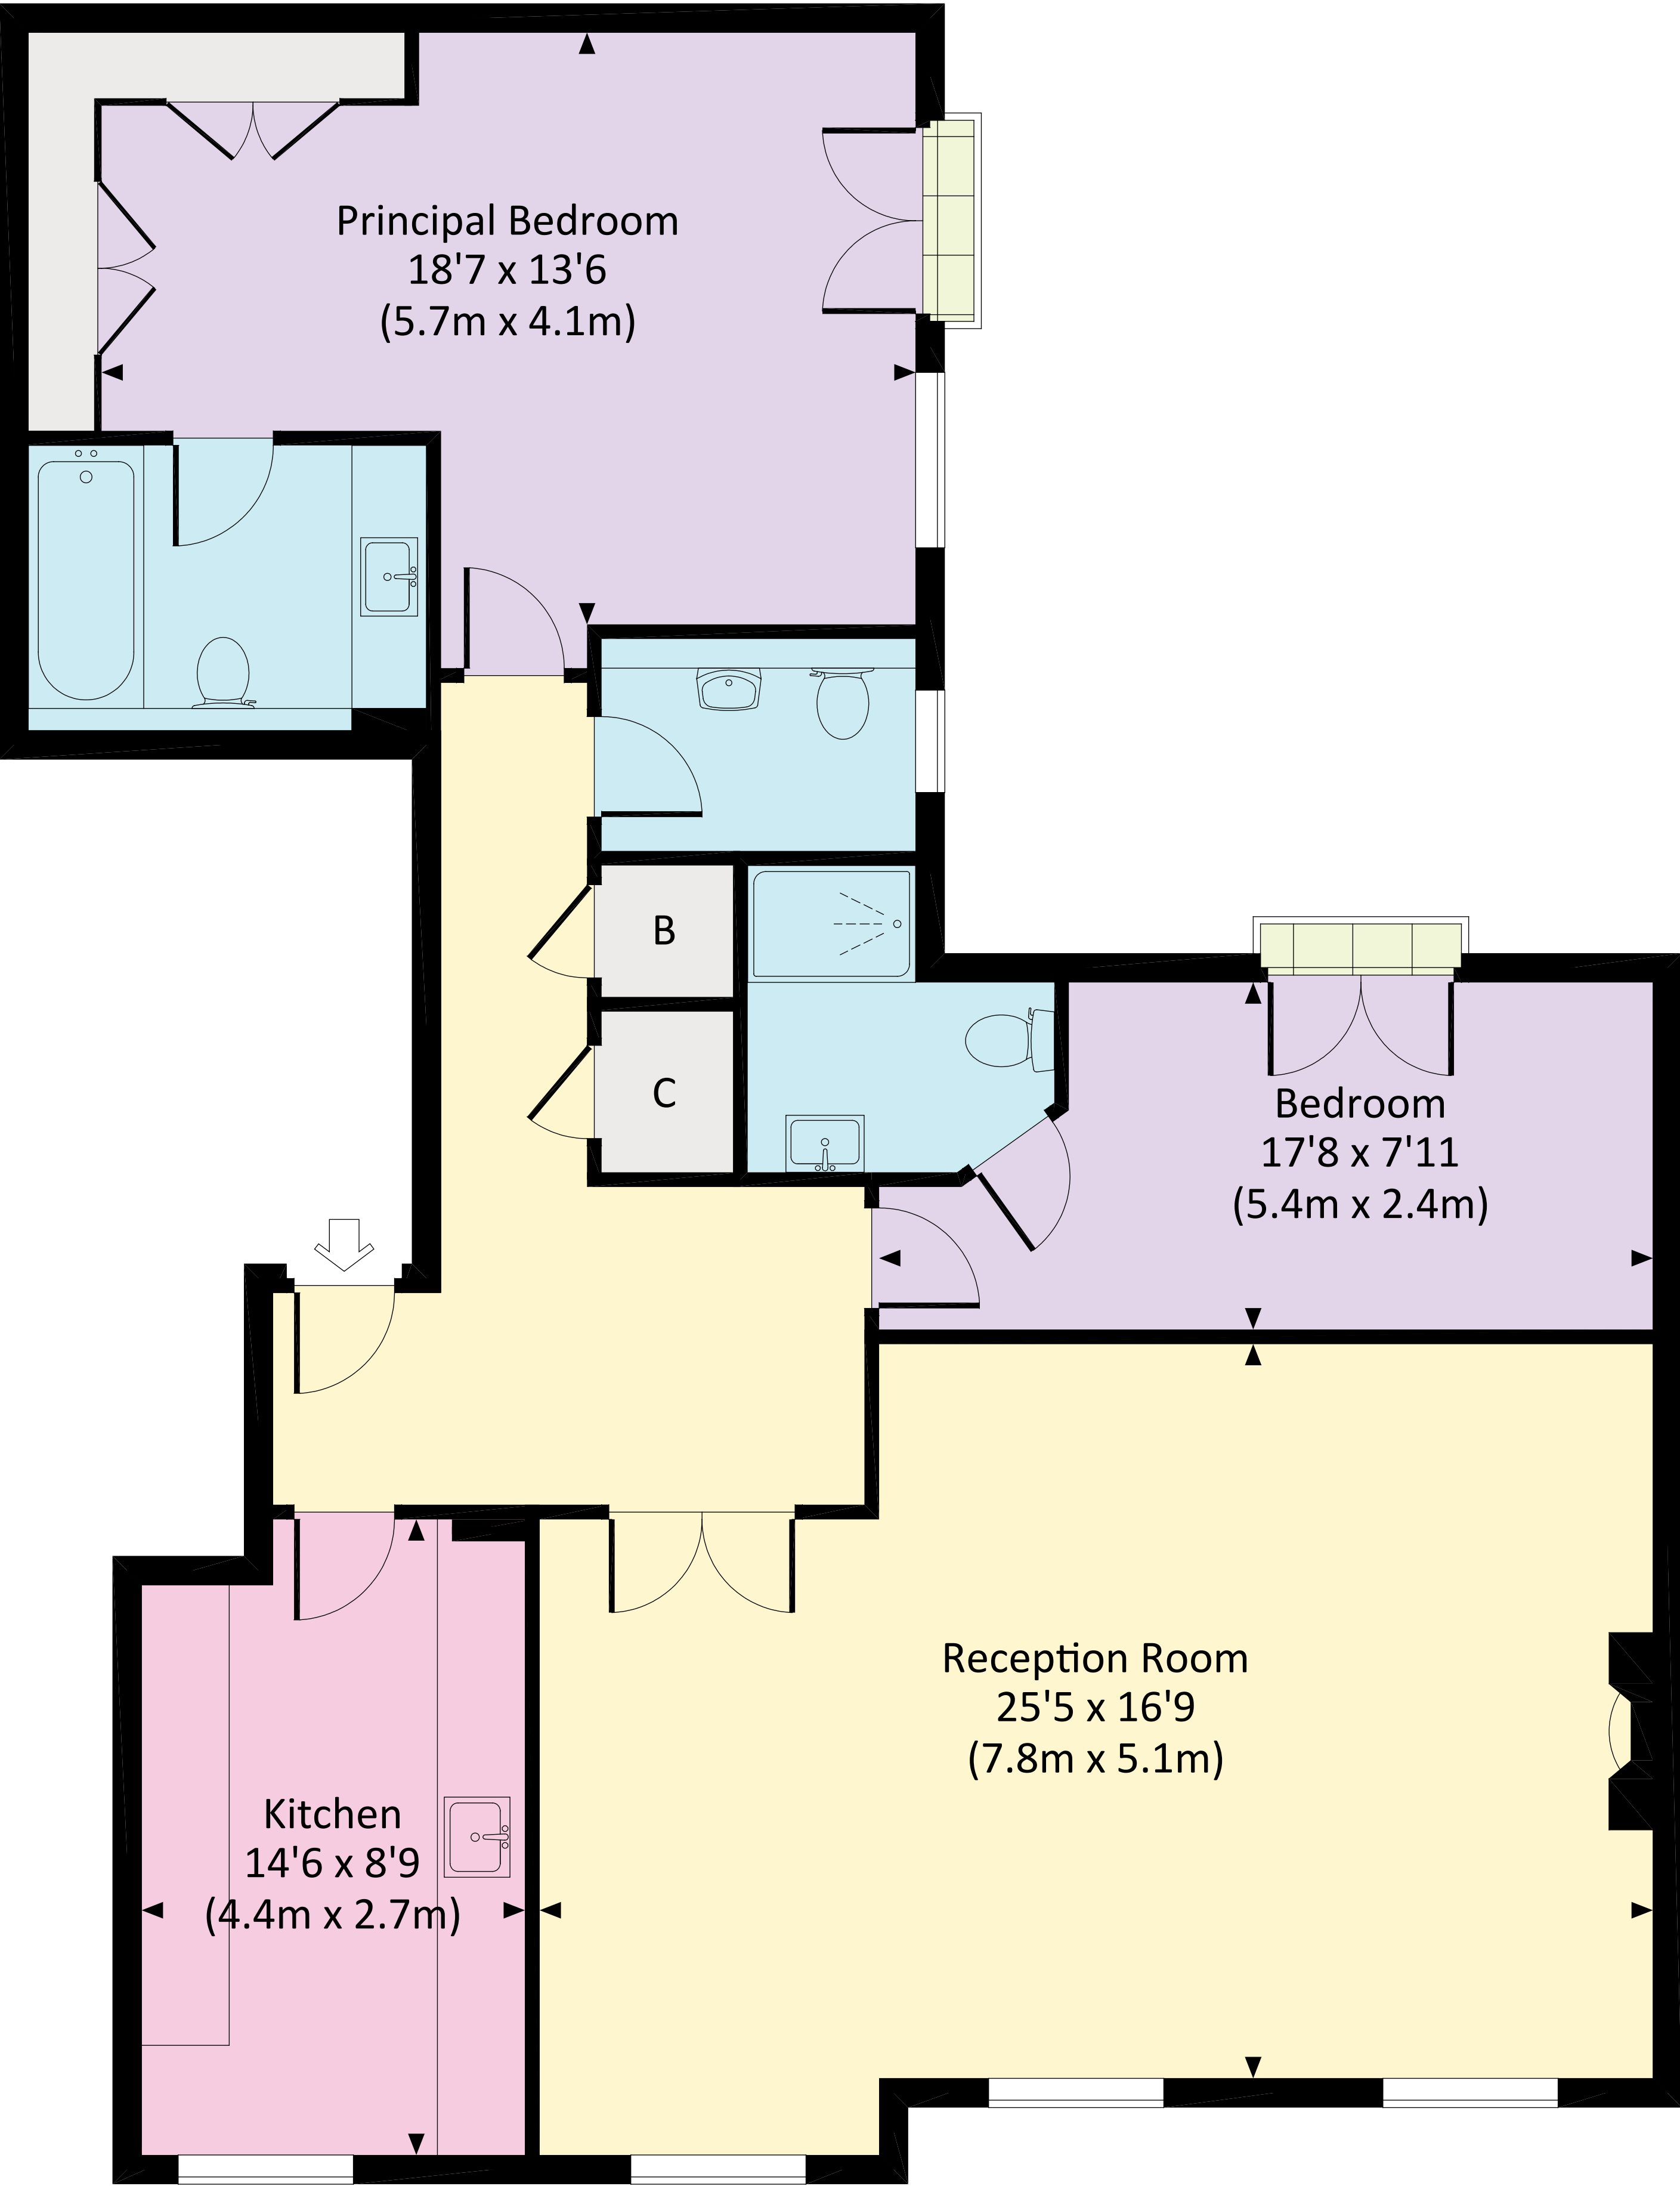 Principal Bedroom
18'7 x 13'6
(5.7m x 4.1m)
B
C
Bedroom
17'8 x 7'11
(5.4m x 2.4m)
Reception Room
25'5 x 16'9
(7.8m x 5.1m)
Kitchen
14'6 x 8'9
(4.4m x 2.7m)